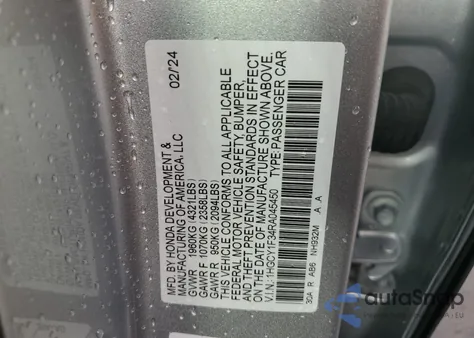 MFD. BY HONDA DEVELOPMENT & 02/24
MANUFACTURING OF AMERICA, LLC
GVWR 1960KG (4321LBS)
GAWR F 1070KG (2358LBS)
GAWR R 950KG (2094LBS)
THIS VEHICLE CONFORMS TO ALL APPLICABLE
FEDERAL MOTOR VEHICLE SAFETY, BUMPER,
AND THEFT PREVENTION STANDARDS IN EFFECT
ON THE DATE OF MANUFACTURE SHOWN ABOVE.
V.I.N.: 1HGCY1F34RA045450 TYPE: PASSENGER CAR
30A R AB6 NH932M A A
autoSnap